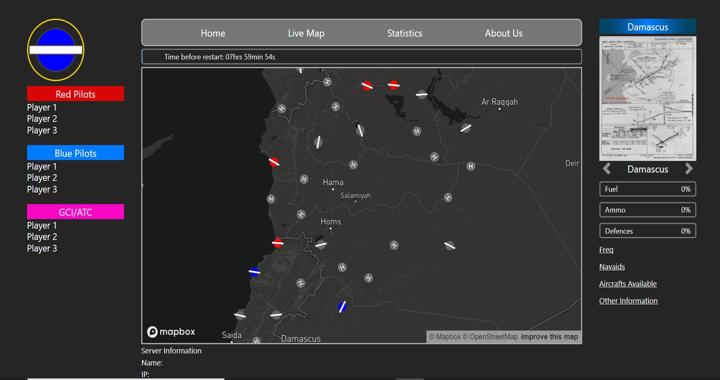 Home
Live Map
Statistics
About Us
Time before restart: 07hrs 59min 54s
Red Pilots
Player 1
Player 2
Player 3
Blue Pilots
Player 1
Player 2
Player 3
GCI/ATC
Player 1
Player 2
Player 3
Ar Raqqah
Deir
Hama
Salamiyah
Homs
Saida
Damascus
mapbox
© Mapbox © OpenStreetMap Improve this map
Server Information
Name:
IP:
Damascus
Damascus
Fuel 0%
Ammo 0%
Defences 0%
Freq
Navaids
Aircrafts Available
Other Information